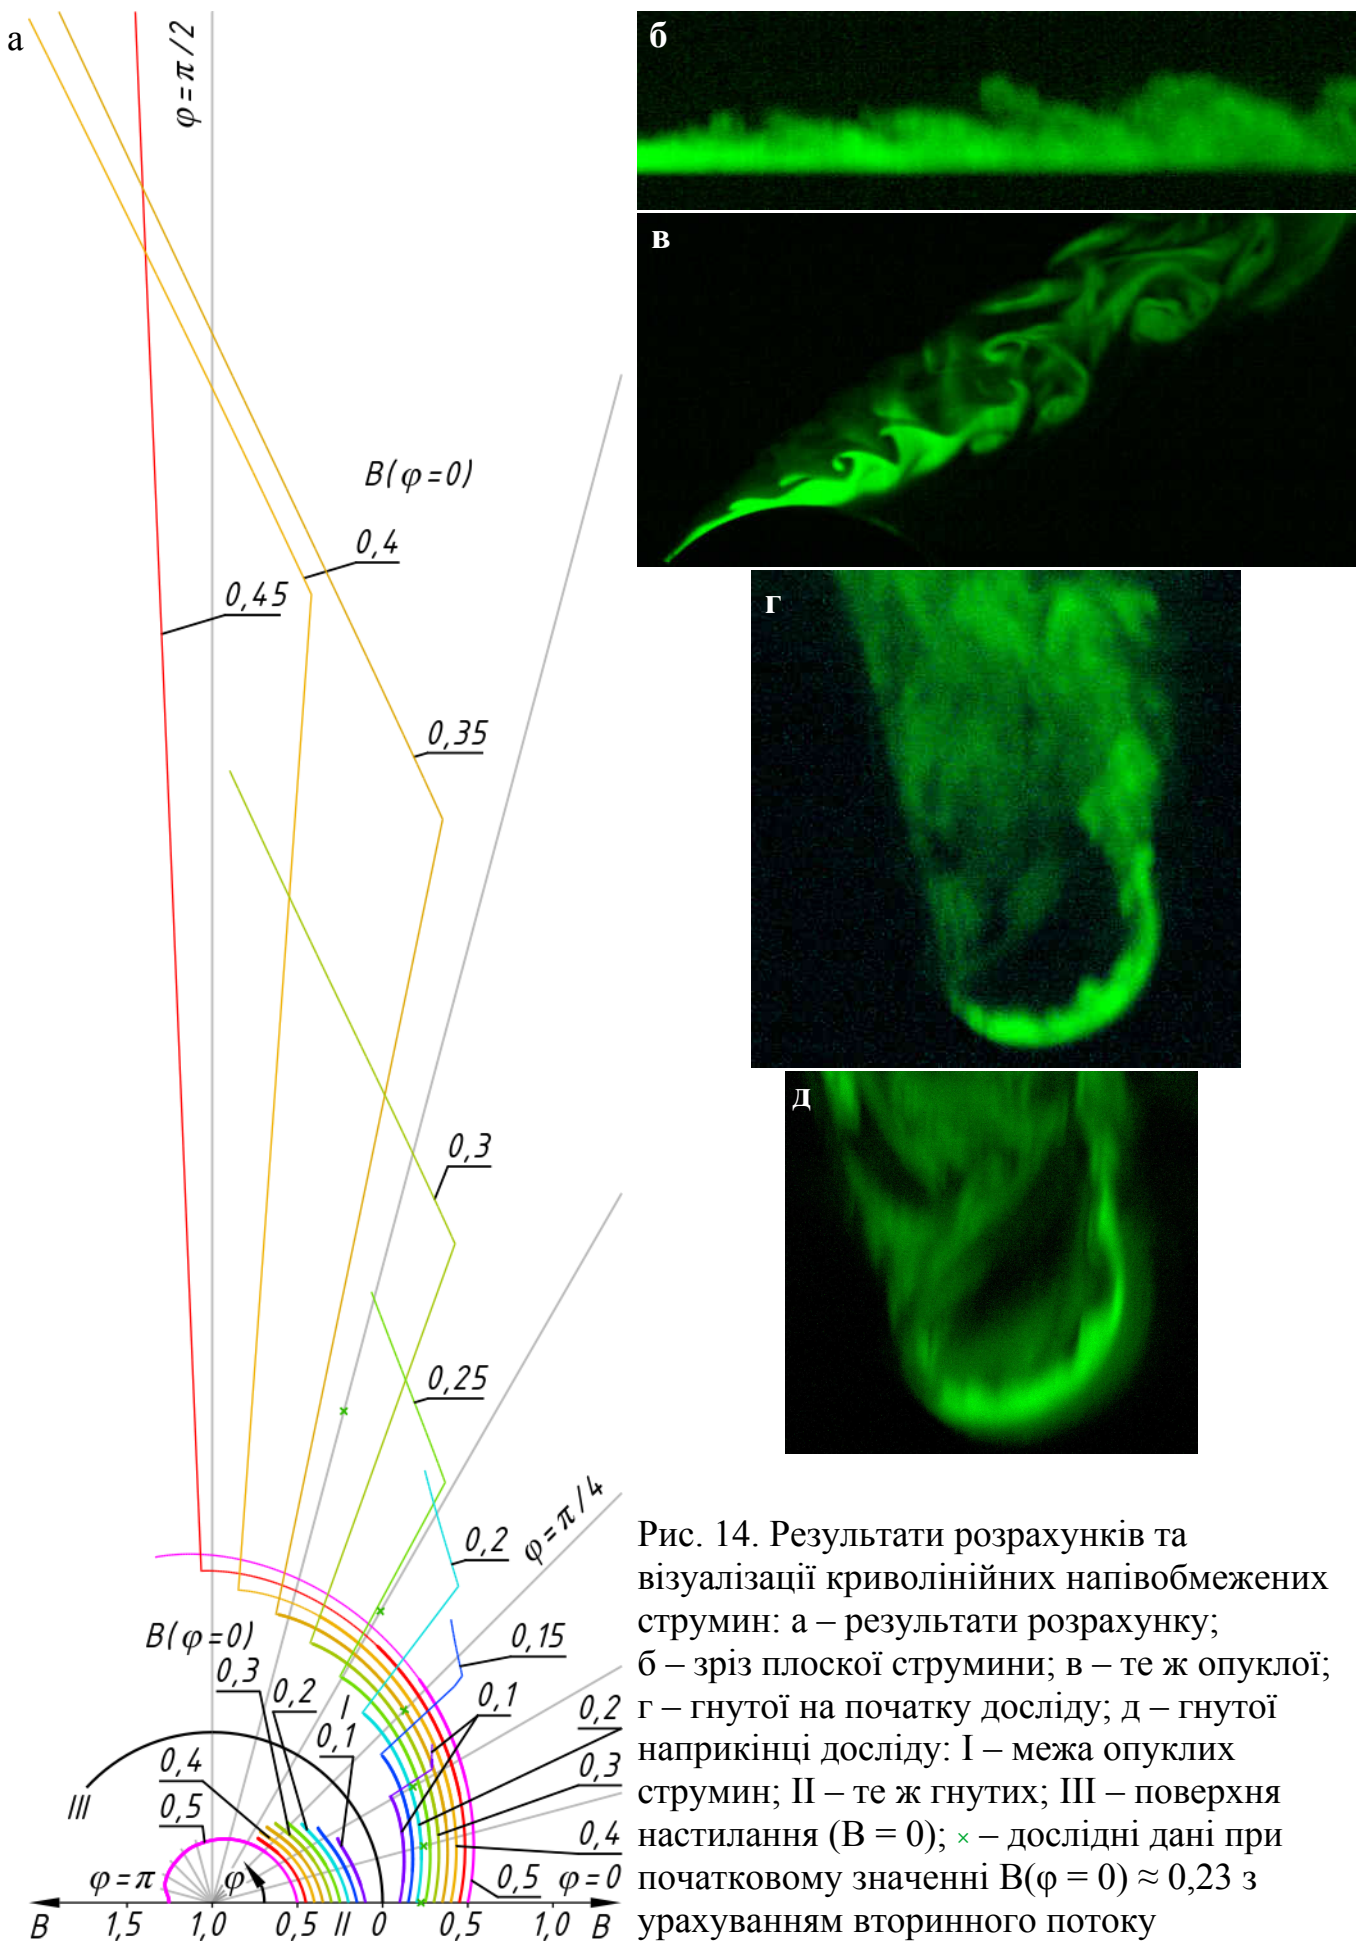 а
φ=π/2
B(φ=0)
0,4
0,45
0,35
0,3
0,25
0,2
φ=π/4
0,15
B(φ=0)
0,3
0,2
I
0,1
0,1
0,2
0,4
0,3
III
0,5
0,4
φ=π
φ
0,5
φ=0
B
1,5
1,0
0,5
II
0
0,5
1,0
B
б
в
г
д
Рис. 14. Результати розрахунків та
візуалізації криволінійних напівобмежених
струмин: а – результати розрахунку;
б – зріз плоскої струмини; в – те ж опуклої;
г – гнутої на початку досліду; д – гнутої
наприкінці досліду: I – межа опуклих
струмин; II – те ж гнутих; III – поверхня
настилання (B = 0); × – дослідні дані при
початковому значенні B(φ = 0) ≈ 0,23 з
урахуванням вторинного потоку